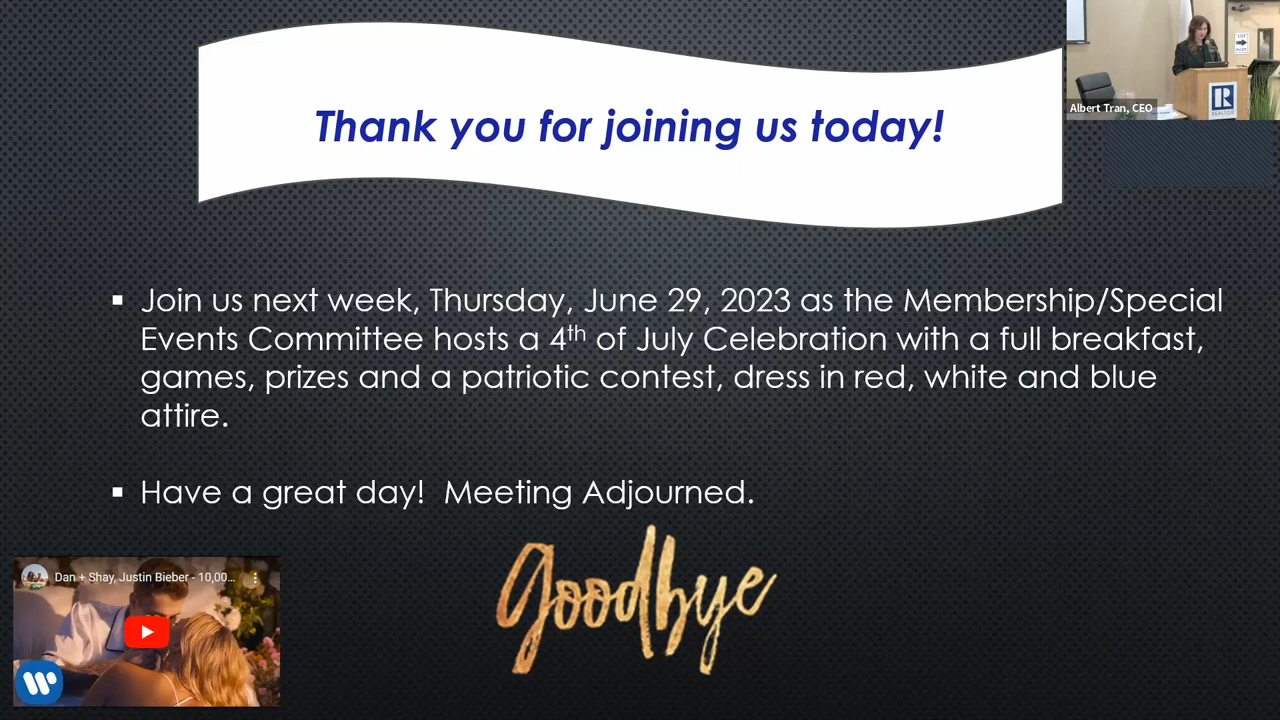 Thank you for joining us today!
Albert Tran, CEO
R
REALTOR
▪ Join us next week, Thursday, June 29, 2023 as the Membership/Special
Events Committee hosts a 4th of July Celebration with a full breakfast,
games, prizes and a patriotic contest, dress in red, white and blue
attire.
▪ Have a great day! Meeting Adjourned.
goodbye
Dan + Shay, Justin Bieber - 10,00...